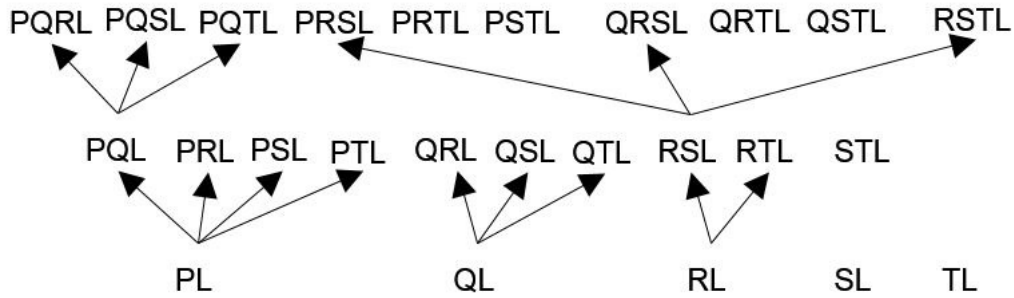 PQRL PQSL PQTL PRSL PRTL PSTL QRSL QRTL QSTL RSTL
PQL PRL PSL PTL QRL QSL QTL RSL RTL STL
PL QL RL SL TL